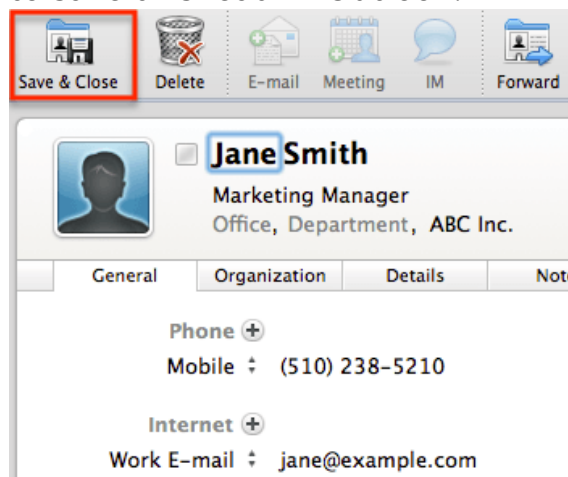 Save & Close Delete E-mail Meeting IM Forward
Jane Smith
Marketing Manager
Office, Department, ABC Inc.
General Organization Details Not
Phone
Mobile (510) 238-5210
Internet
Work E-mail jane@example.com